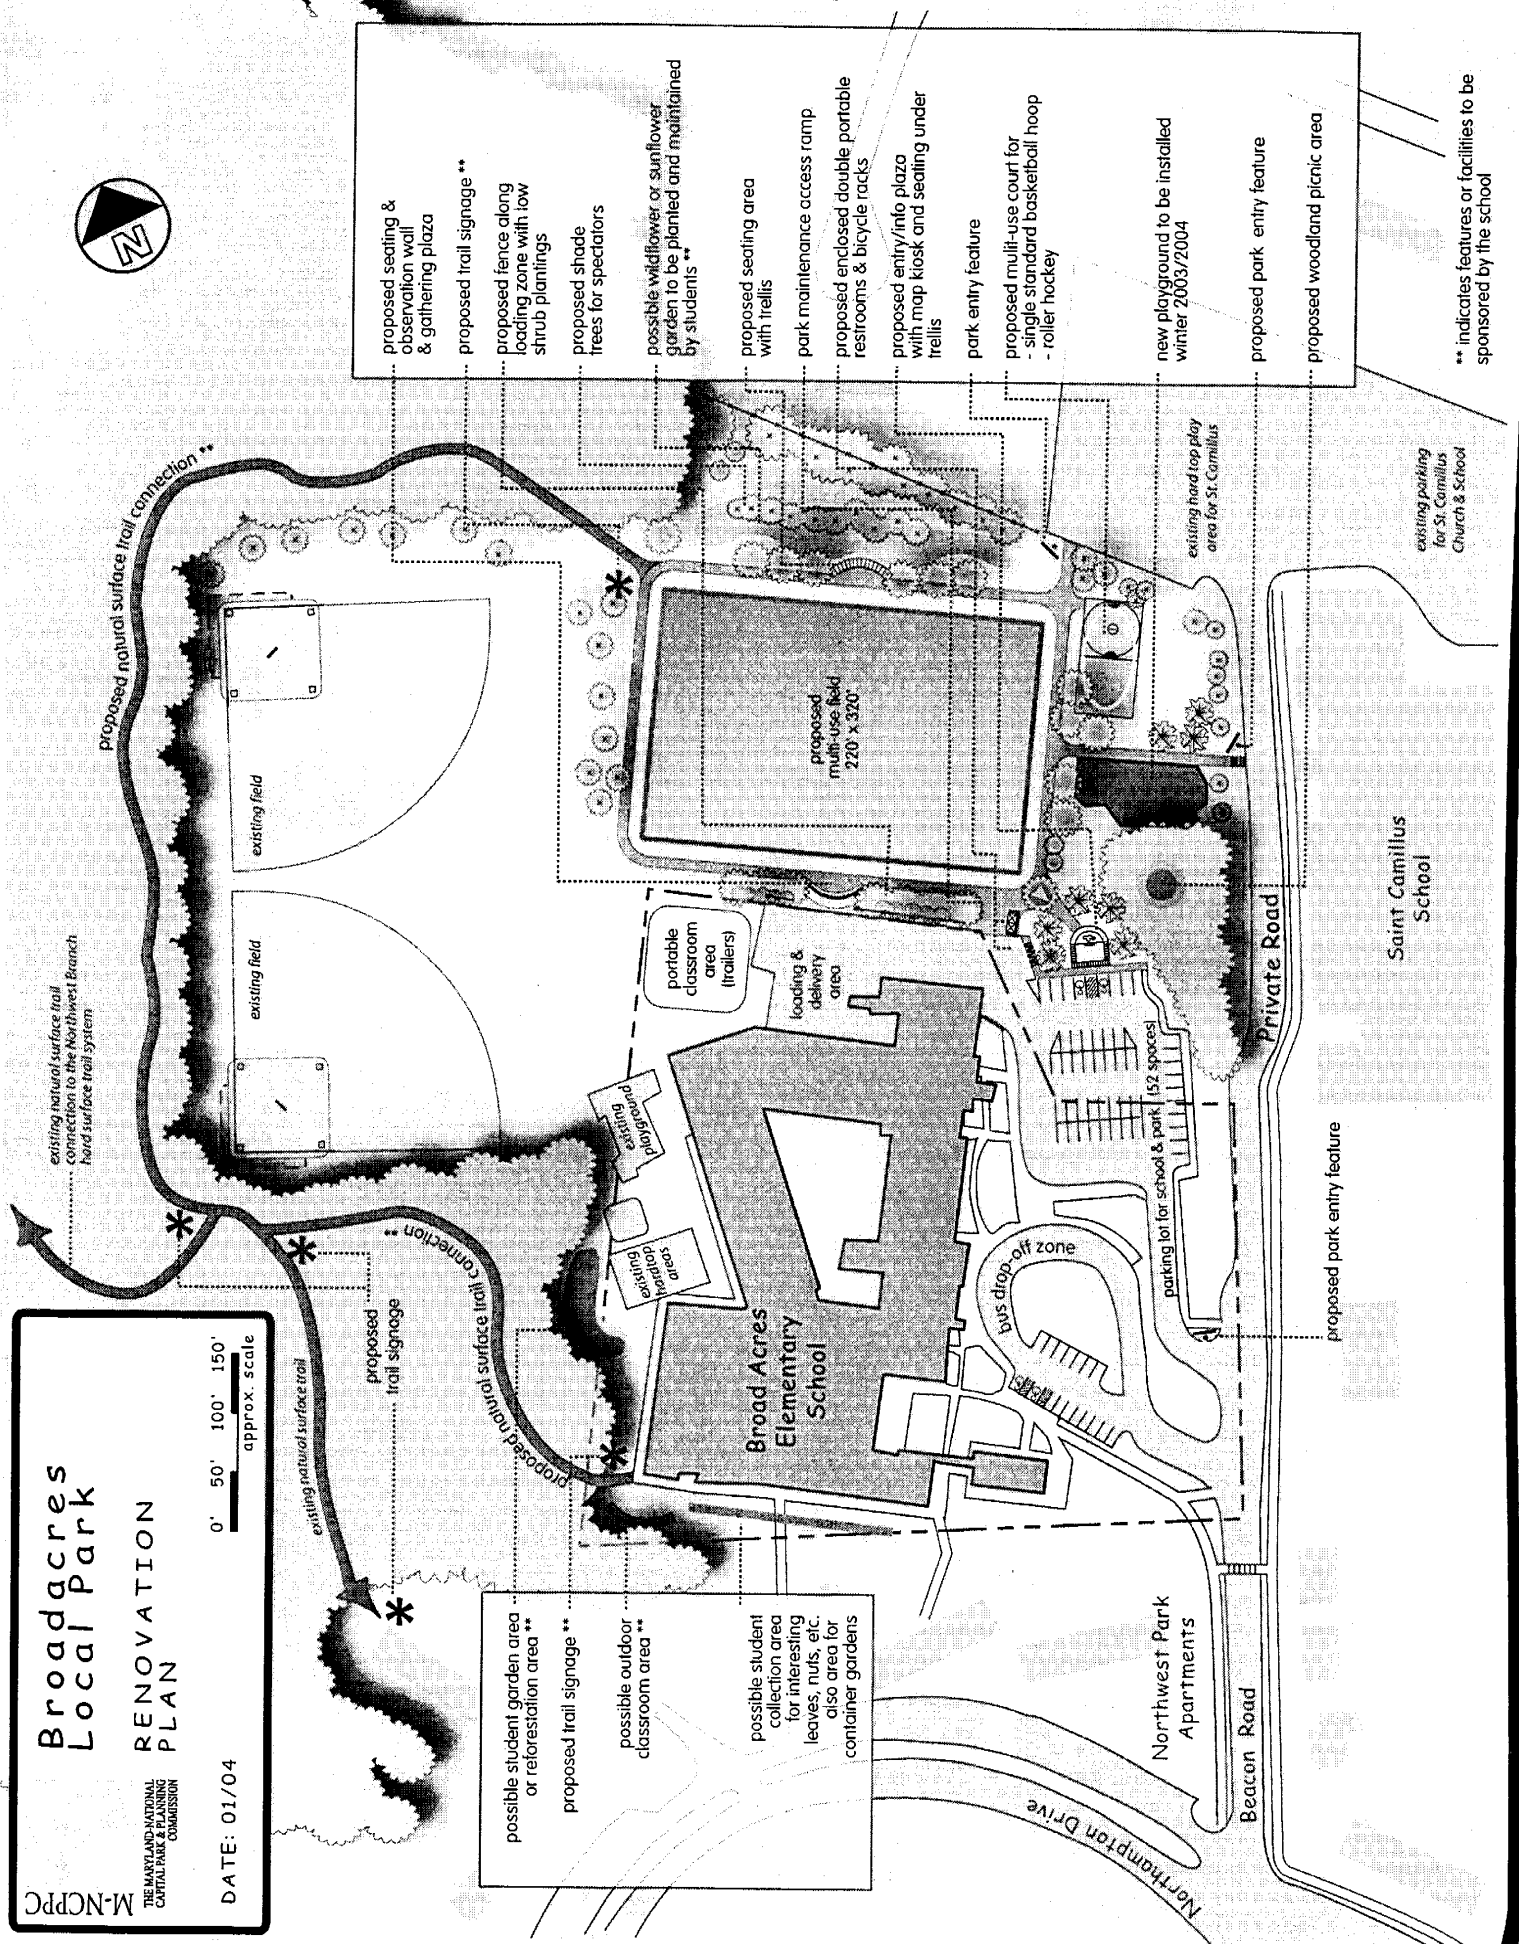 M-NCPPC
THE MARYLAND-NATIONAL
CAPITAL PARK & PLANNING
COMMISSION
Broadacres
Local Park
RENOVATION
PLAN
DATE: 01/04
0' 50' 100' 150'
approx. scale
N
existing natural surface trail
connection to the Northwest Branch
hard surface trail system
proposed natural surface trail connection **
existing field
existing field
proposed
trail signage
existing natural surface trail
proposed natural surface trail connection **
proposed seating &
observation wall
& gathering plaza
proposed trail signage **
proposed fence along
loading zone with low
shrub plantings
proposed shade
trees for spectators
possible wildflower or sunflower
garden to be planted and maintained
by students **
proposed seating area
with trellis
park maintenance access ramp
proposed enclosed double portable
restrooms & bicycle racks
proposed entry/info plaza
with map kiosk and seating under
trellis
park entry feature
proposed mulit-use court for
- single standard basketball hoop
- roller hockey
new playground to be installed
winter 2003/2004
proposed park entry feature
proposed woodland picnic area
** indicates features or facilities to be
sponsored by the school
possible student garden area
or reforestation area **
proposed trail signage **
possible outdoor
classroom area **
possible student
collection area
for interesting
leaves, nuts, etc.
also area for
container gardens
existing
playground
existing
hardtop
areas
portable
classroom
area
(trailers)
loading &
delivery
area
proposed
multi-use field
220' x 320'
Broad Acres
Elementary
School
bus drop-off zone
parking lot for school & park (52 spaces)
proposed park entry feature
existing hard top play
area for St. Camillus
existing parking
for St. Camillus
Church & School
Saint Camillus
School
Private Road
Northwest Park
Apartments
Beacon Road
Northampton Drive